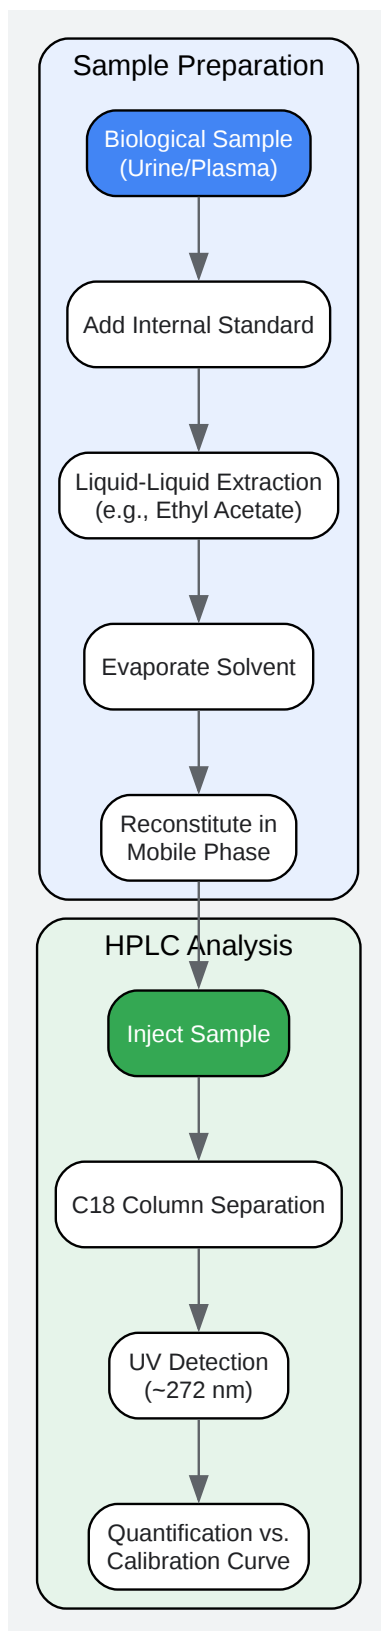 Sample Preparation
Biological Sample
(Urine/Plasma)
Add Internal Standard
Liquid-Liquid Extraction
(e.g., Ethyl Acetate)
Evaporate Solvent
Reconstitute in
Mobile Phase
HPLC Analysis
Inject Sample
C18 Column Separation
UV Detection
(~272 nm)
Quantification vs.
Calibration Curve